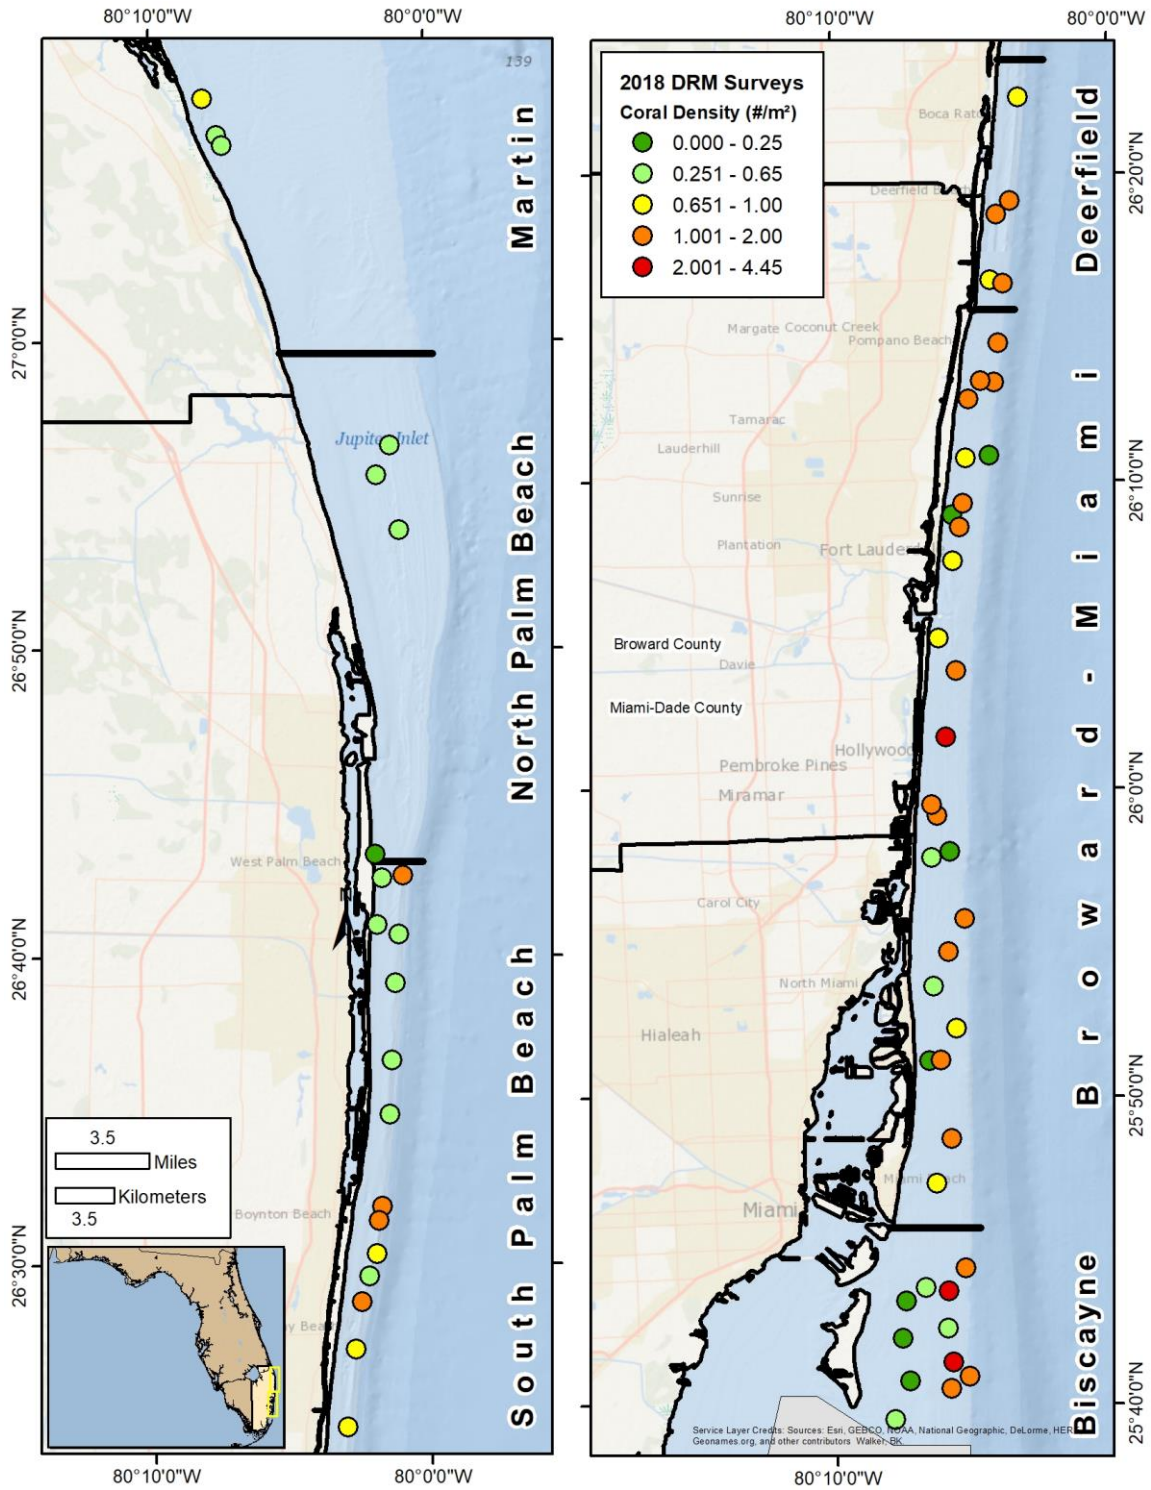 80°10'0"W
80°0'0"W
139
Martin
27°0'0"N
Jupiter Inlet
North Palm Beach
26°50'0"N
West Palm Beach
N
26°40'0"N
South Palm Beach
3.5
Miles
Kilometers
3.5
Boynton Beach
26°30'0"N
80°10'0"W
80°0'0"W
80°10'0"W
80°0'0"W
2018 DRM Surveys
Coral Density (#/m²)
0.000 - 0.25
0.251 - 0.65
0.651 - 1.00
1.001 - 2.00
2.001 - 4.45
Boca Rat
Deerfield
26°20'0"N
Deerfield B
Margate
Coconut Creek
Pompano Beach
Tamarac
Lauderhill
26°10'0"N
Sunrise
Plantation
Fort Lauderd
Broward County
Davie
Miami-Dade County
Hollywood
Pembroke Pines
Miramar
26°0'0"N
Broward-Miami
Carol City
North Miami
Hialeah
25°50'0"N
Miami
Biscayne
25°40'0"N
Service Layer Credits: Sources: Esri, GEBCO, NOAA, National Geographic, DeLorme, HER
Geonames.org, and other contributors Walker, BK.
80°10'0"W
80°0'0"W